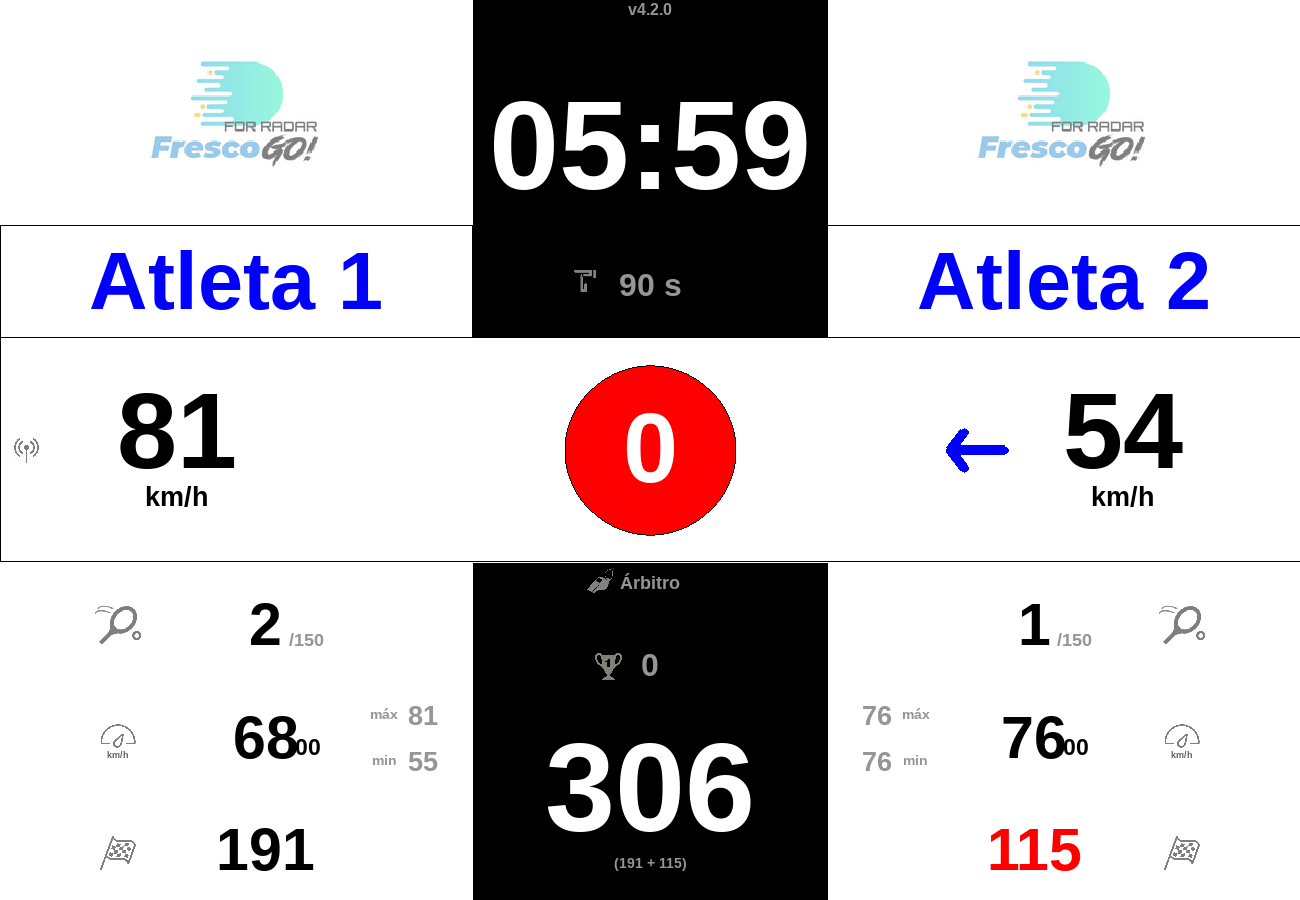 v4.2.0
FOR RADAR
FrescoGO!
05:59
FOR RADAR
FrescoGO!
Atleta 1
90 s
Atleta 2
81
km/h
0
54
km/h
Árbitro
2 /150
0
1 /150
km/h
6800
máx 81
min 55
306
76 máx
76 min
7600
km/h
191
(191 + 115)
115